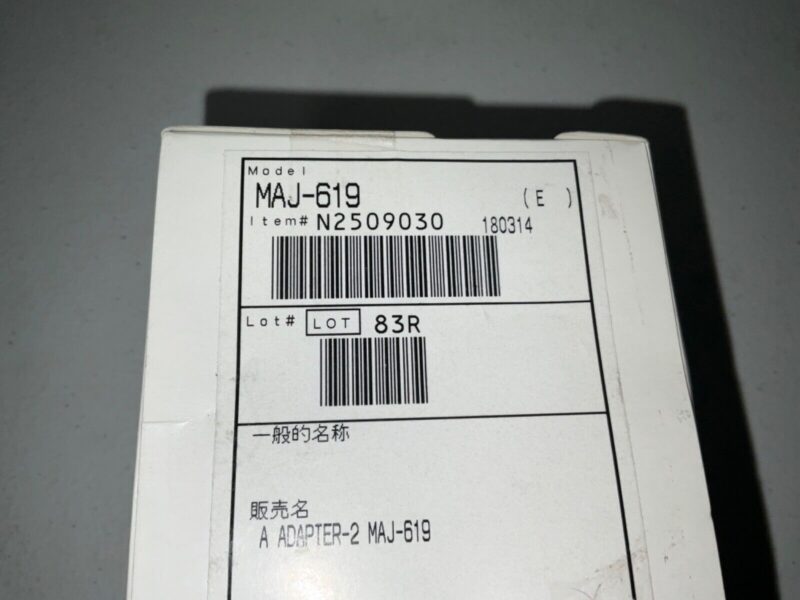 Model
MAJ-619 (E )
Item# N2509030 180314
Lot# LOT 83R
一般的名称
販売名
A ADAPTER-2 MAJ-619